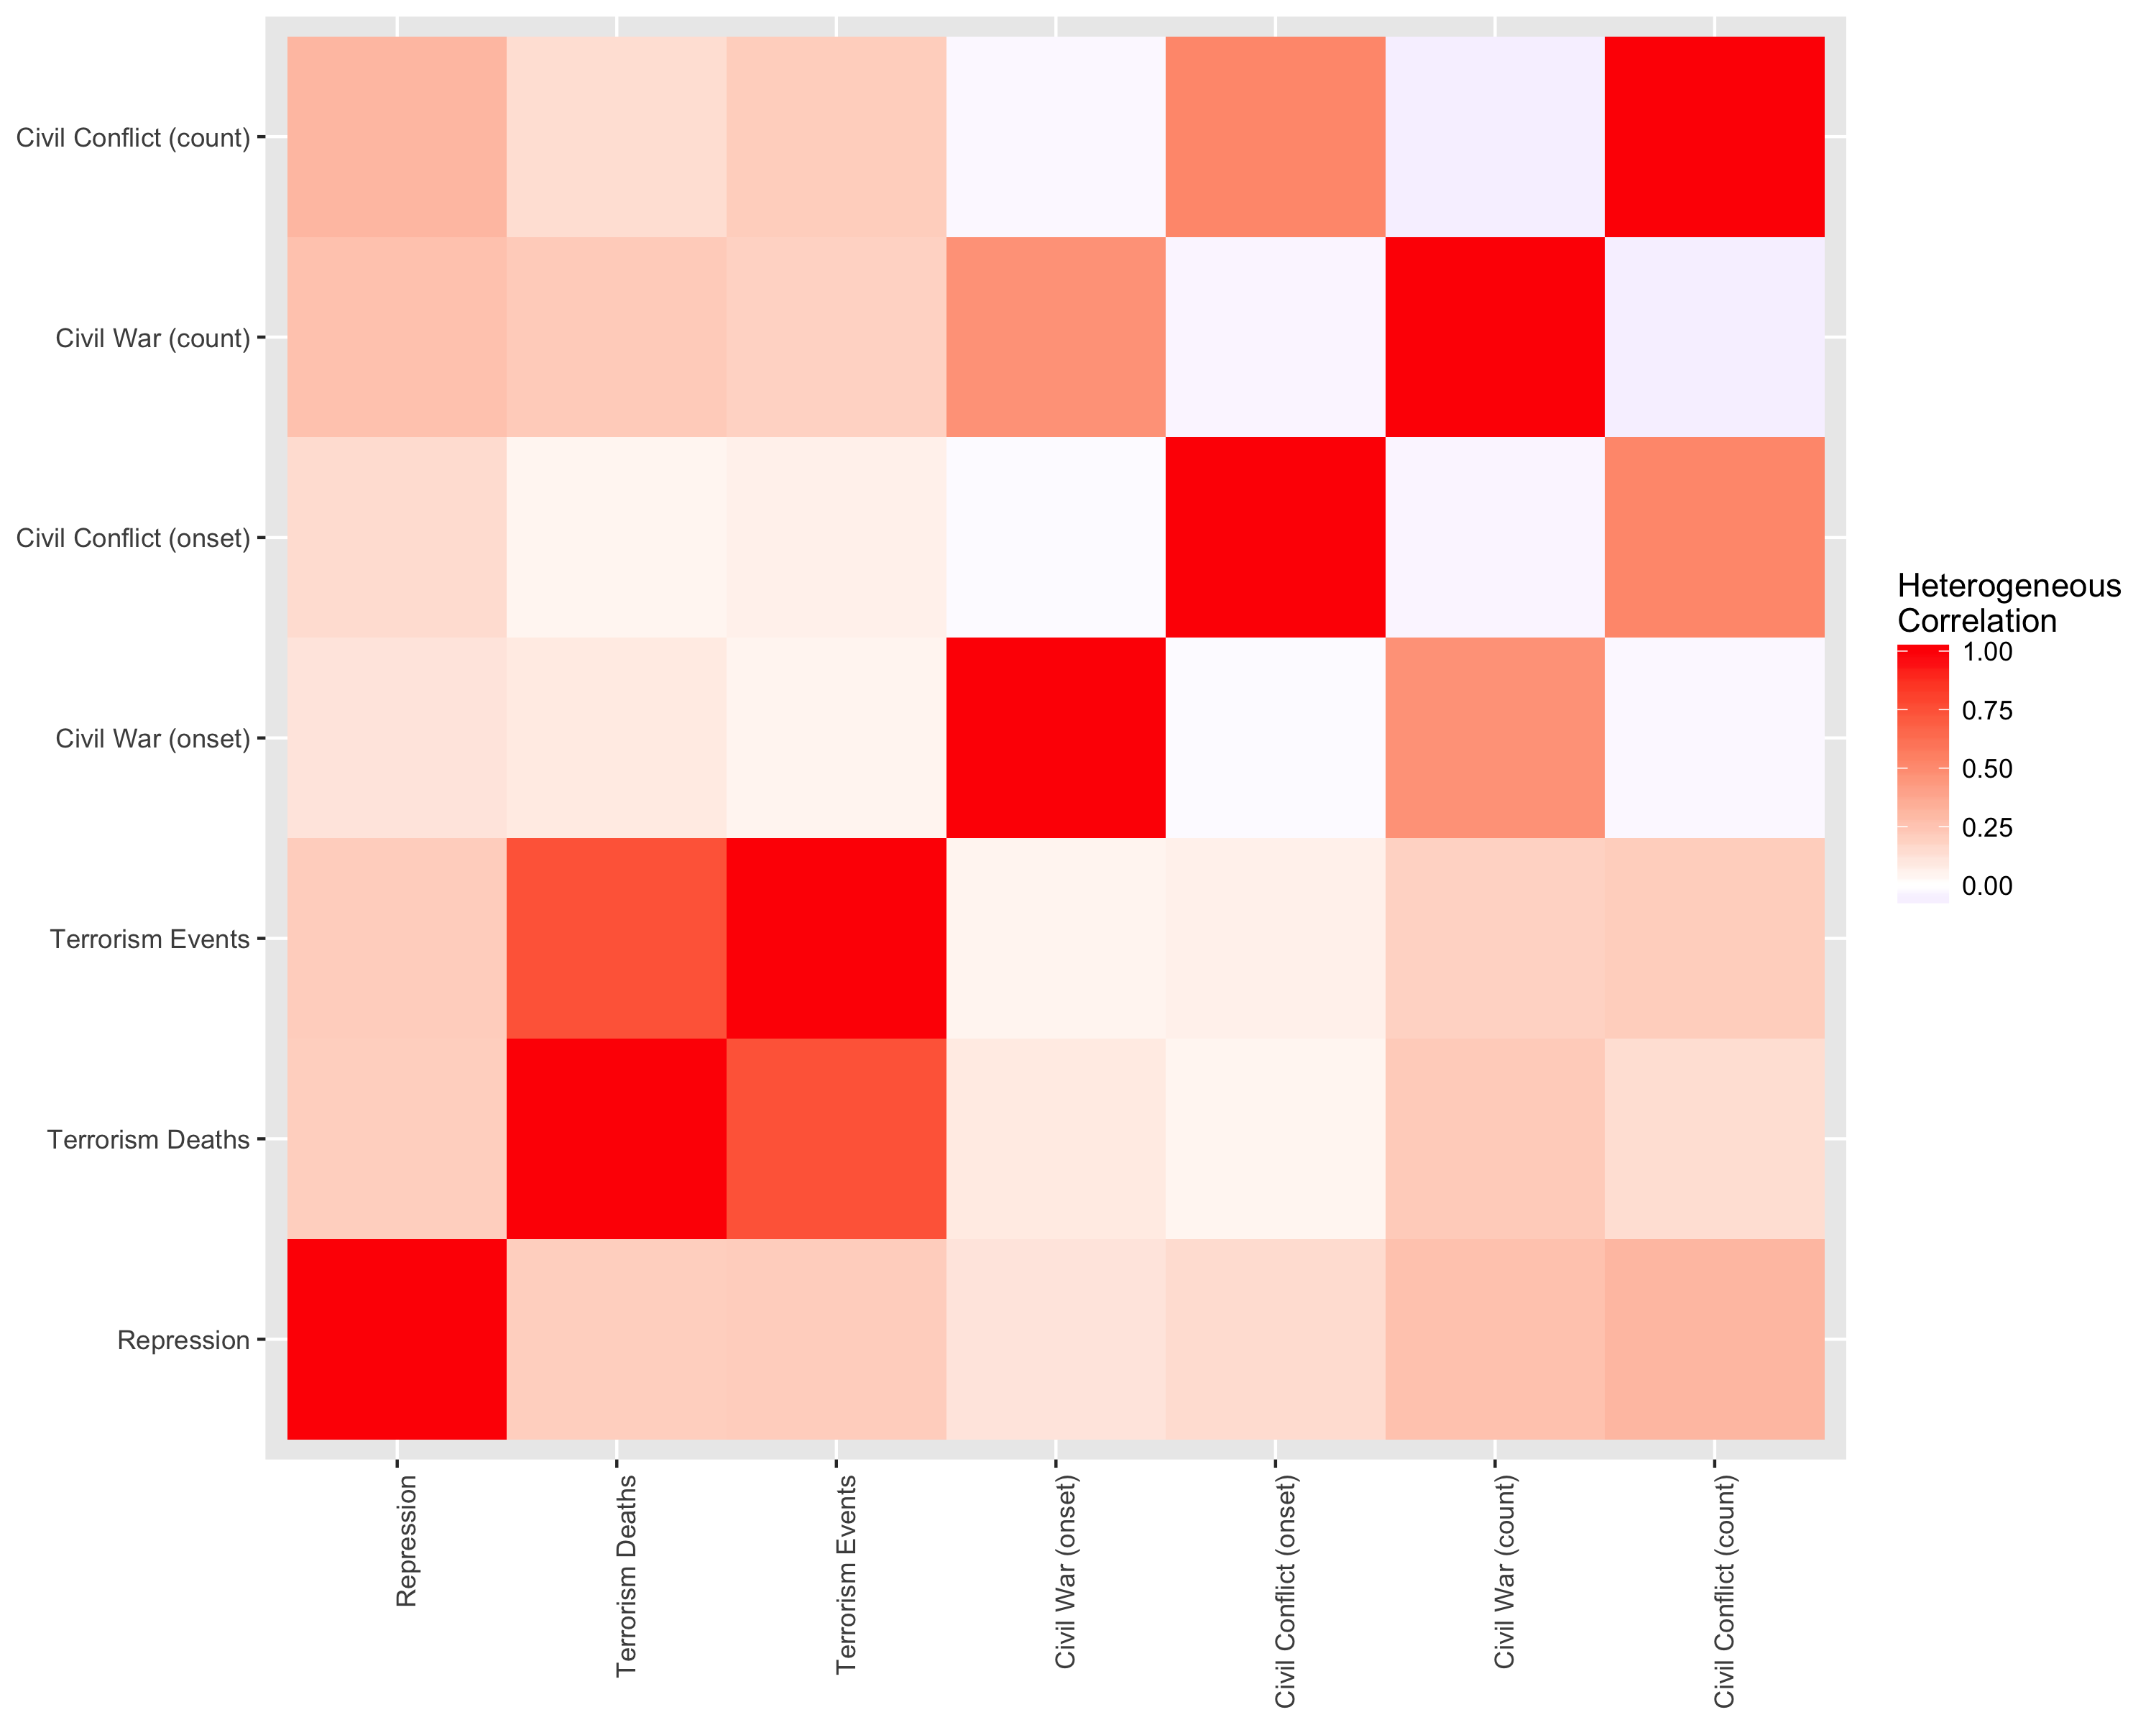 Civil Conflict (count)
Civil War (count)
Civil Conflict (onset)
Civil War (onset)
Terrorism Events
Terrorism Deaths
Repression
Repression
Terrorism Deaths
Terrorism Events
Civil War (onset)
Civil Conflict (onset)
Civil War (count)
Civil Conflict (count)
Heterogeneous
Correlation
1.00
0.75
0.50
0.25
0.00